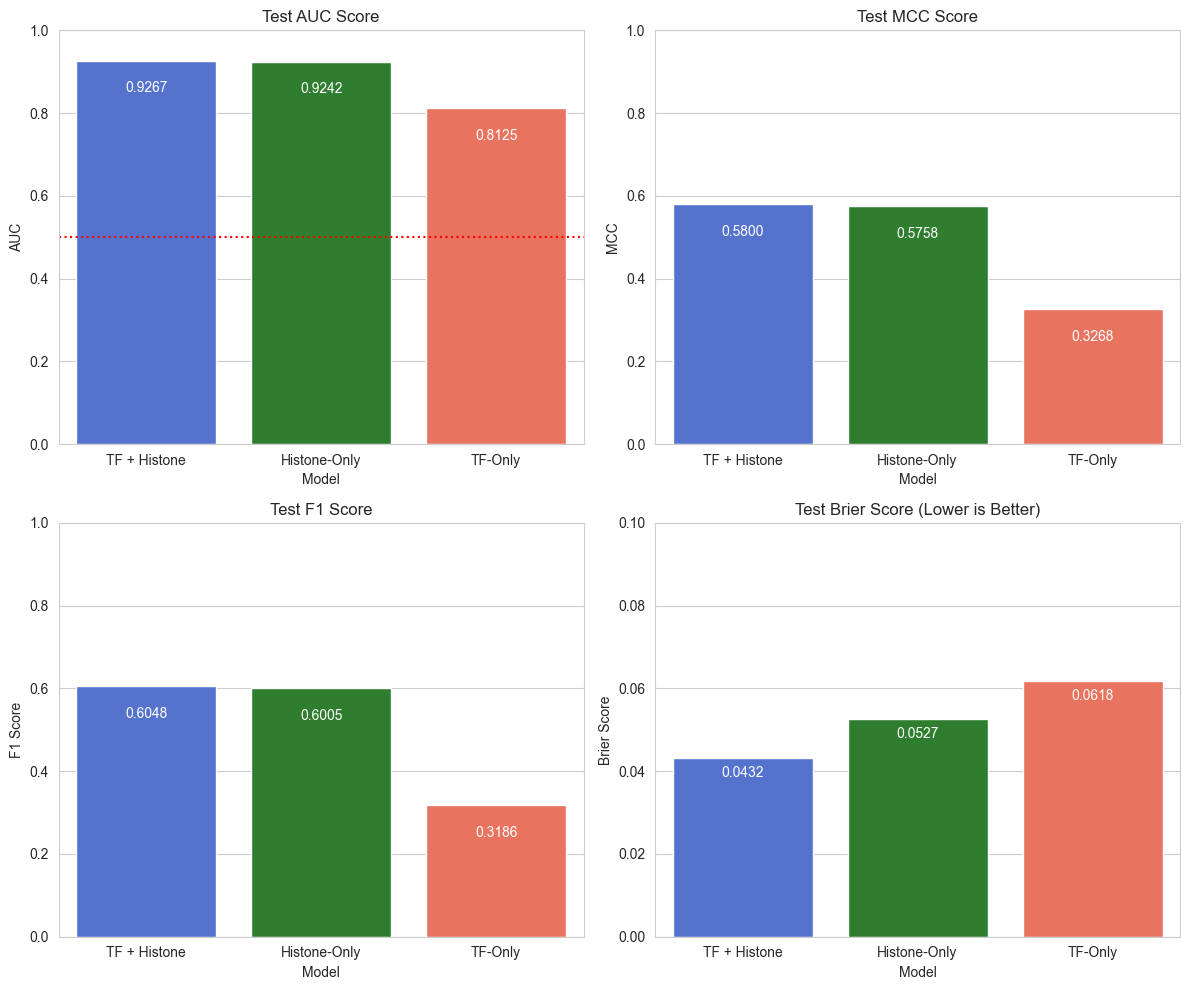 Test AUC Score
1.0
0.8
0.6
0.4
0.2
0.0
AUC
0.9267
0.9242
0.8125
TF + Histone
Histone-Only
TF-Only
Model
Test MCC Score
1.0
0.8
0.6
0.4
0.2
0.0
MCC
0.5800
0.5758
0.3268
TF + Histone
Histone-Only
TF-Only
Model
Test F1 Score
1.0
0.8
0.6
0.4
0.2
0.0
F1 Score
0.6048
0.6005
0.3186
TF + Histone
Histone-Only
TF-Only
Model
Test Brier Score (Lower is Better)
0.10
0.08
0.06
0.04
0.02
0.00
Brier Score
0.0432
0.0527
0.0618
TF + Histone
Histone-Only
TF-Only
Model